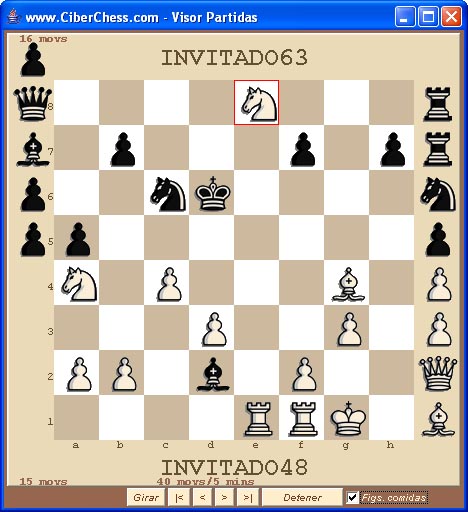 www.CiberChess.com - Visor Partidas
16 movs
INVITADO63
8
7
6
5
4
3
2
1
a b c d e f g h
INVITADO48
15 movs 40 movs/5 mins
Girar |< < > >| Detener Figs. comidas